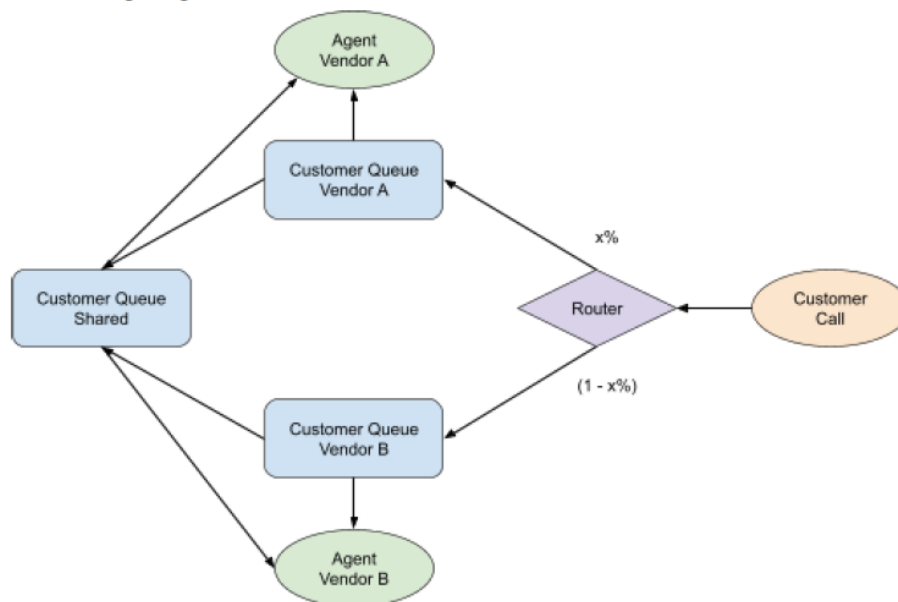 Agent
Vendor A
Customer Queue
Vendor A
x%
Customer Queue
Shared
Router
Customer
Call
(1 - x%)
Customer Queue
Vendor B
Agent
Vendor B